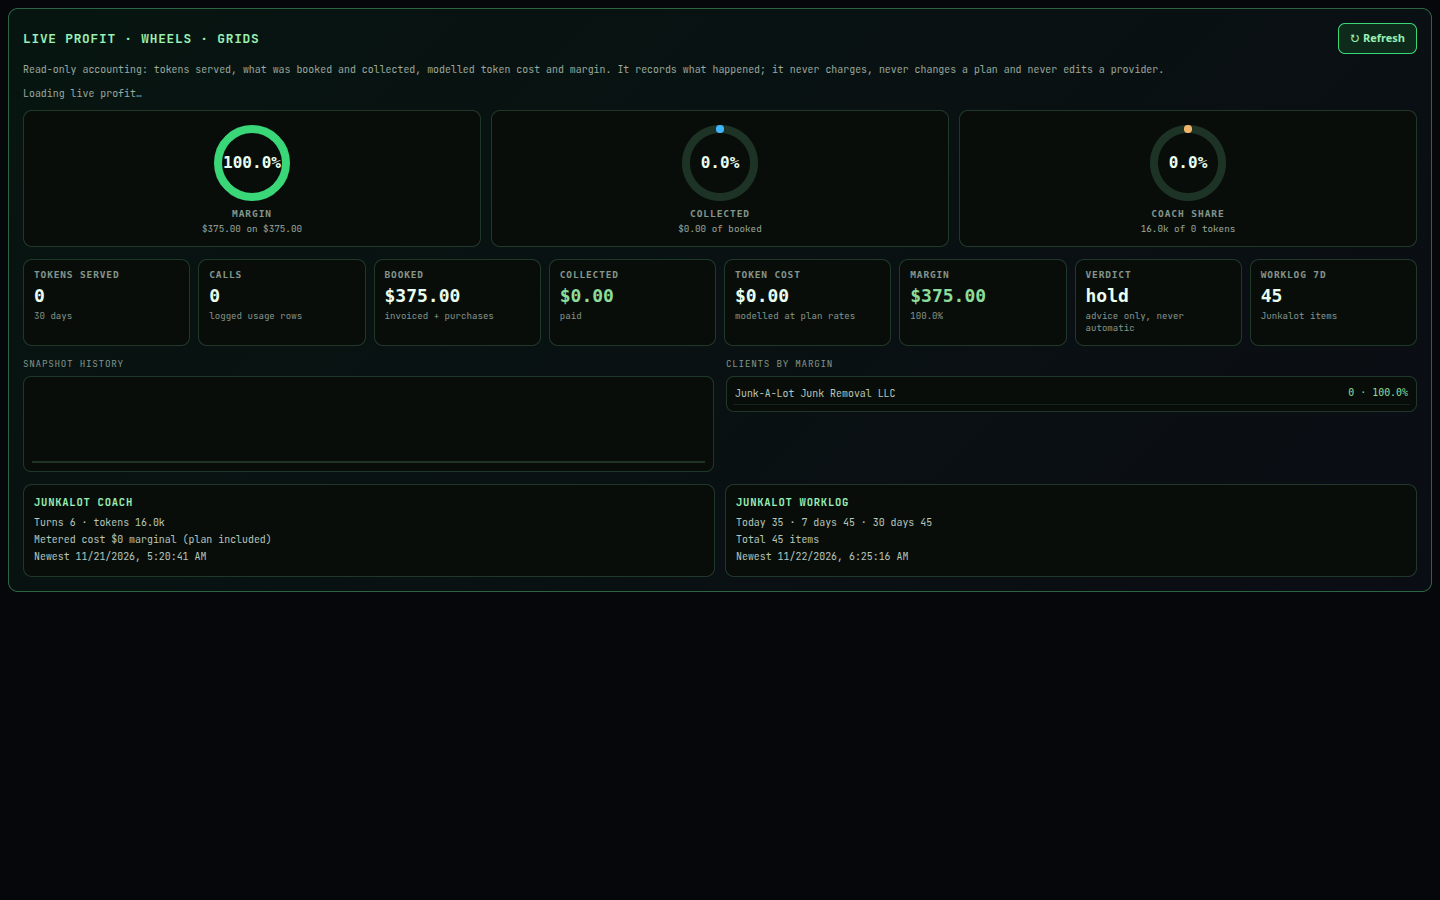 LIVE PROFIT · WHEELS · GRIDS
↻ Refresh
Read-only accounting: tokens served, what was booked and collected, modelled token cost and margin. It records what happened; it never charges, never changes a plan and never edits a provider.
Loading live profit…
100.0%
MARGIN
$375.00 on $375.00
0.0%
COLLECTED
$0.00 of booked
0.0%
COACH SHARE
16.0k of 0 tokens
TOKENS SERVED
0
30 days
CALLS
0
logged usage rows
BOOKED
$375.00
invoiced + purchases
COLLECTED
$0.00
paid
TOKEN COST
$0.00
modelled at plan rates
MARGIN
$375.00
100.0%
VERDICT
hold
advice only, never
automatic
WORKLOG 7D
45
Junkalot items
SNAPSHOT HISTORY
CLIENTS BY MARGIN
Junk-A-Lot Junk Removal LLC
0 · 100.0%
JUNKALOT COACH
Turns 6 · tokens 16.0k
Metered cost $0 marginal (plan included)
Newest 11/21/2026, 5:20:41 AM
JUNKALOT WORKLOG
Today 35 · 7 days 45 · 30 days 45
Total 45 items
Newest 11/22/2026, 6:25:16 AM